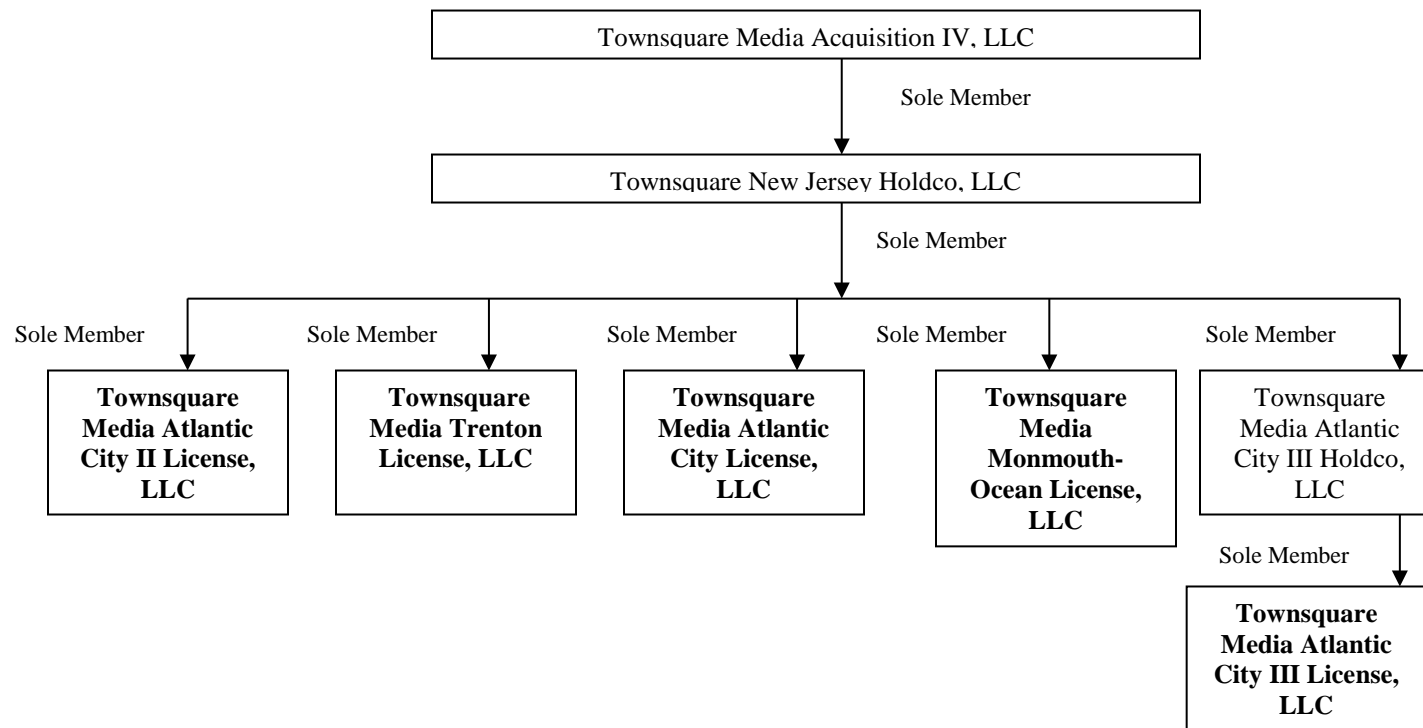 Townsquare Media Acquisition IV, LLC
Sole Member
Townsquare New Jersey Holdco, LLC
Sole Member
Sole Member
Sole Member
Sole Member
Sole Member
Sole Member
Townsquare
Media Atlantic
City II License,
LLC
Townsquare
Media Trenton
License, LLC
Townsquare
Media Atlantic
City License,
LLC
Townsquare
Media
Monmouth-
Ocean License,
LLC
Townsquare
Media Atlantic
City III Holdco,
LLC
Sole Member
Townsquare
Media Atlantic
City III License,
LLC